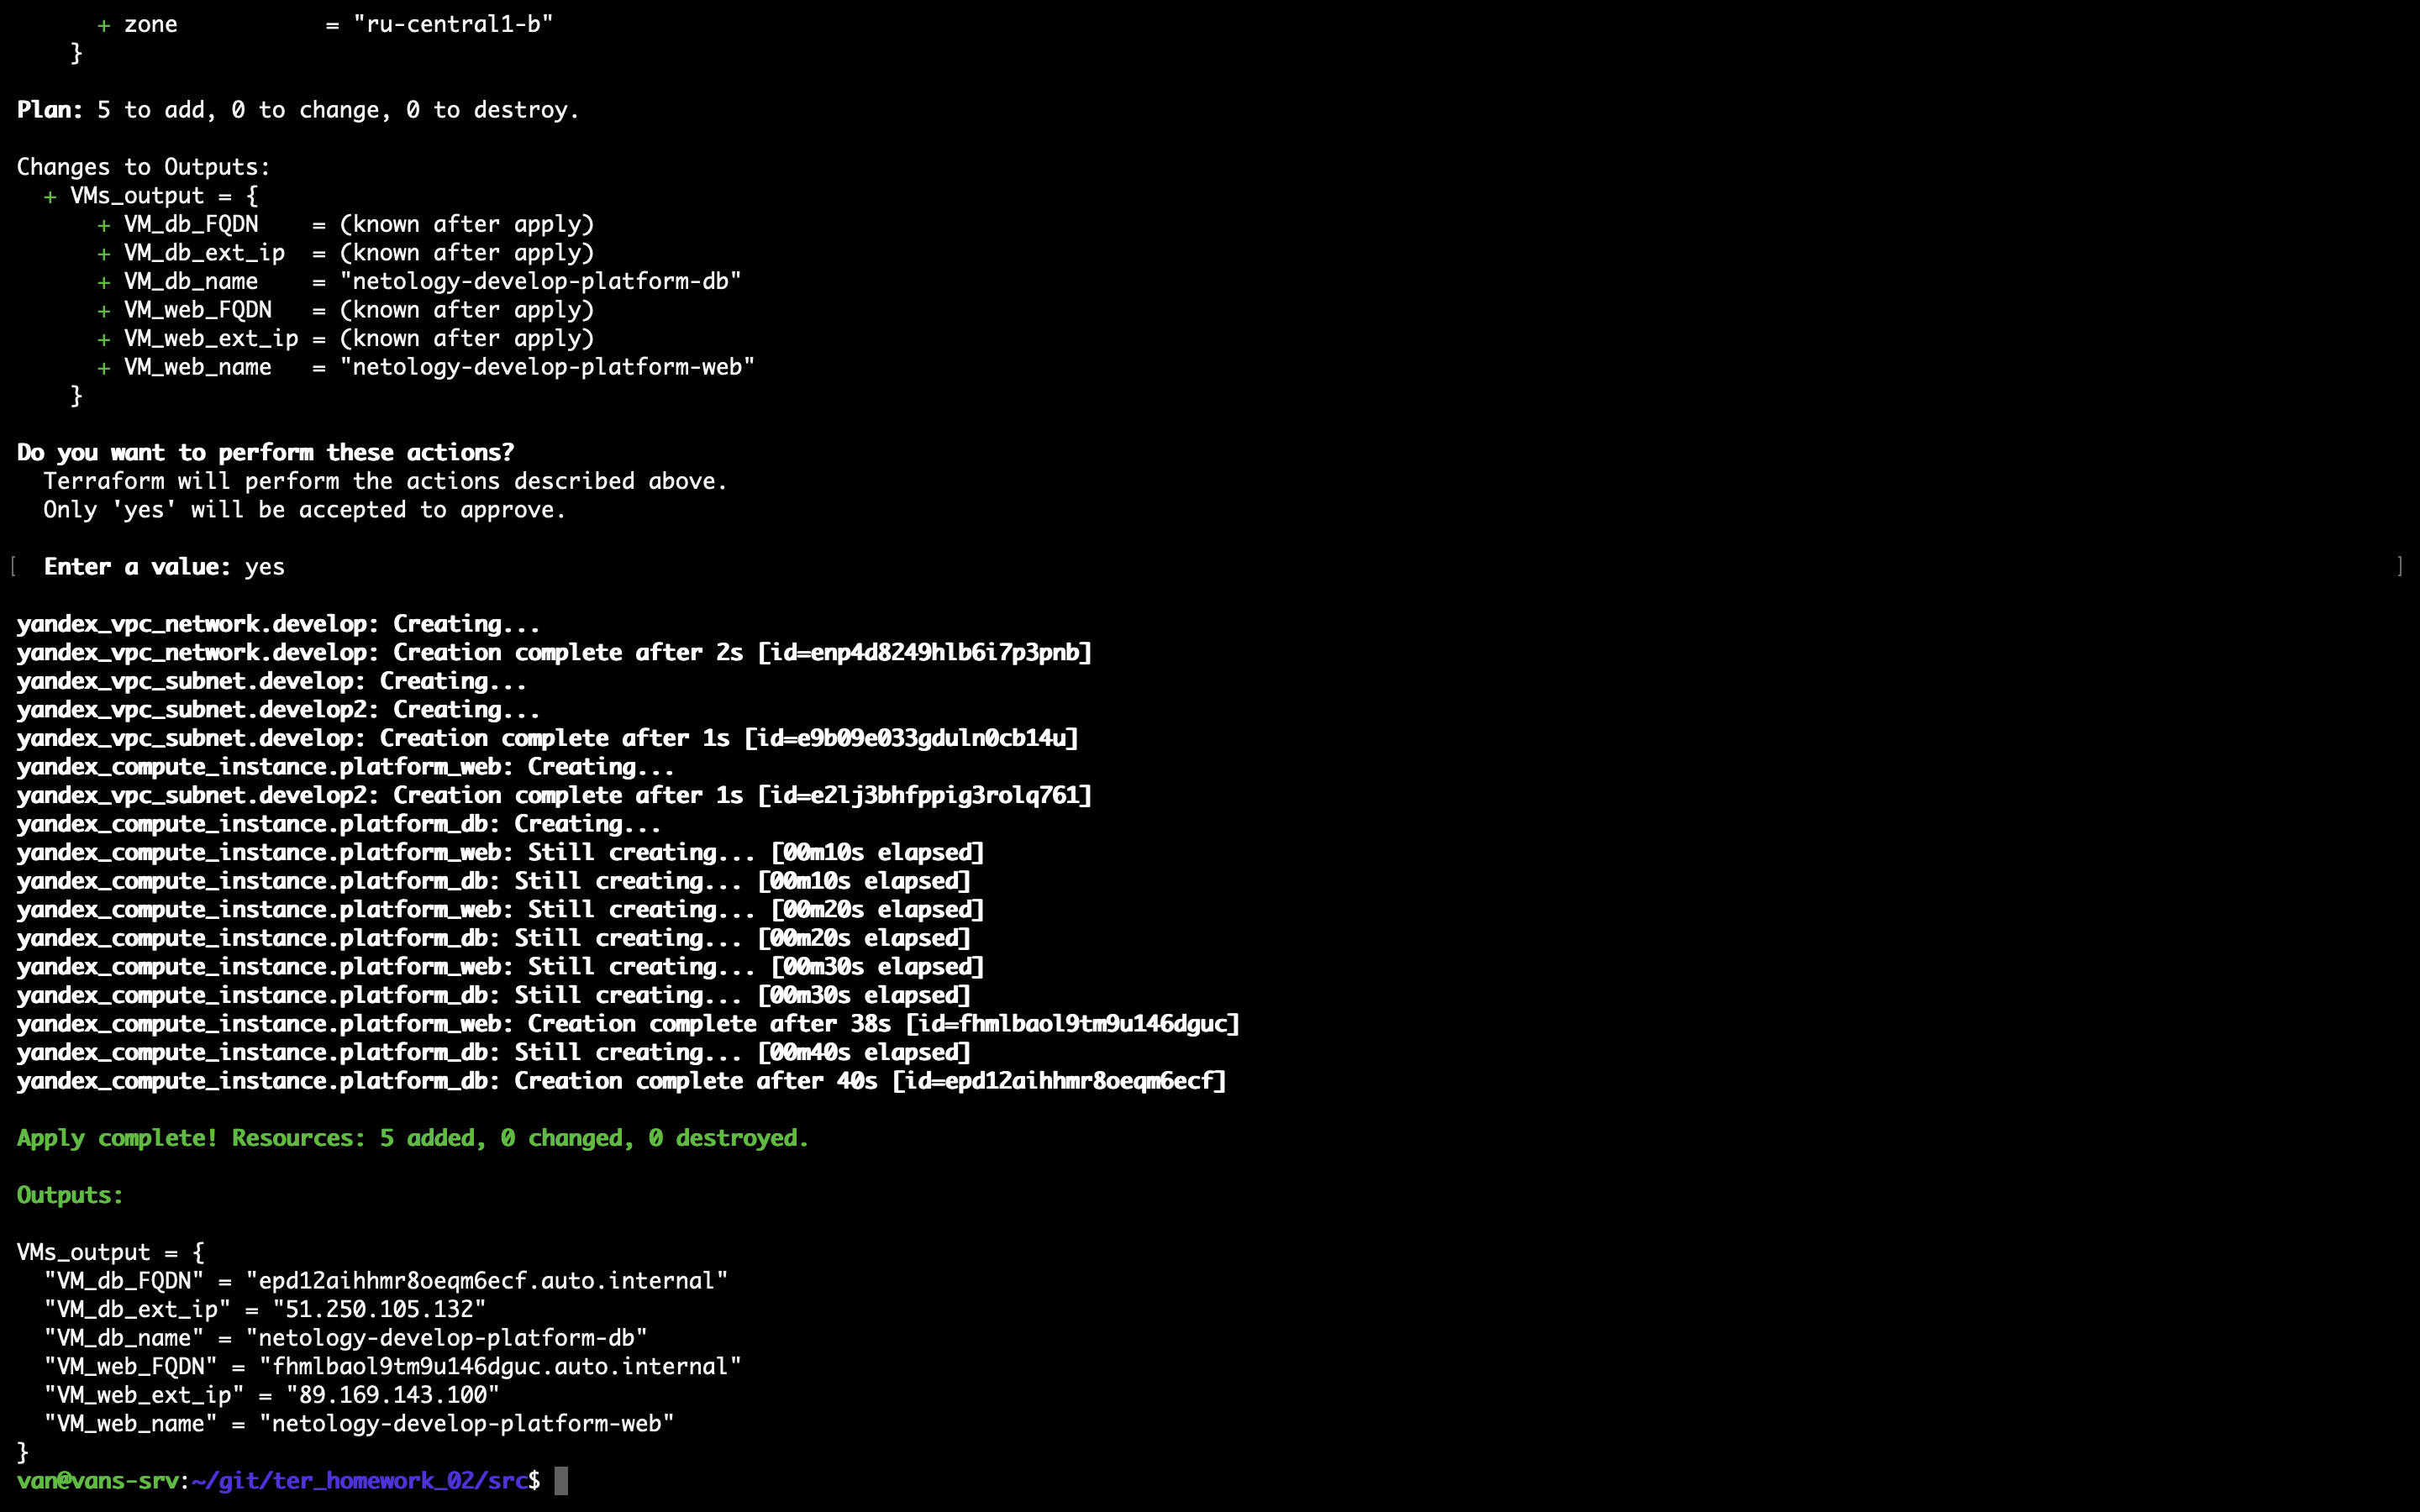 + zone           = "ru-central1-b"
}
Plan: 5 to add, 0 to change, 0 to destroy.
Changes to Outputs:
+ VMs_output = {
+ VM_db_FQDN    = (known after apply)
+ VM_db_ext_ip  = (known after apply)
+ VM_db_name    = "netology-develop-platform-db"
+ VM_web_FQDN   = (known after apply)
+ VM_web_ext_ip = (known after apply)
+ VM_web_name   = "netology-develop-platform-web"
}
Do you want to perform these actions?
Terraform will perform the actions described above.
Only 'yes' will be accepted to approve.
[ Enter a value: yes ]
yandex_vpc_network.develop: Creating...
yandex_vpc_network.develop: Creation complete after 2s [id=enp4d8249hlb6i7p3pnb]
yandex_vpc_subnet.develop: Creating...
yandex_vpc_subnet.develop2: Creating...
yandex_vpc_subnet.develop: Creation complete after 1s [id=e9b09e033gduln0cb14u]
yandex_compute_instance.platform_web: Creating...
yandex_vpc_subnet.develop2: Creation complete after 1s [id=e2lj3bhfppig3rolq761]
yandex_compute_instance.platform_db: Creating...
yandex_compute_instance.platform_web: Still creating... [00m10s elapsed]
yandex_compute_instance.platform_db: Still creating... [00m10s elapsed]
yandex_compute_instance.platform_web: Still creating... [00m20s elapsed]
yandex_compute_instance.platform_db: Still creating... [00m20s elapsed]
yandex_compute_instance.platform_web: Still creating... [00m30s elapsed]
yandex_compute_instance.platform_db: Still creating... [00m30s elapsed]
yandex_compute_instance.platform_web: Creation complete after 38s [id=fhmlbaol9tm9u146dguc]
yandex_compute_instance.platform_db: Still creating... [00m40s elapsed]
yandex_compute_instance.platform_db: Creation complete after 40s [id=epd12aihhmr8oeqm6ecf]
Apply complete! Resources: 5 added, 0 changed, 0 destroyed.
Outputs:
VMs_output = {
"VM_db_FQDN" = "epd12aihhmr8oeqm6ecf.auto.internal"
"VM_db_ext_ip" = "51.250.105.132"
"VM_db_name" = "netology-develop-platform-db"
"VM_web_FQDN" = "fhmlbaol9tm9u146dguc.auto.internal"
"VM_web_ext_ip" = "89.169.143.100"
"VM_web_name" = "netology-develop-platform-web"
}
van@vans-srv:~/git/ter_homework_02/src$